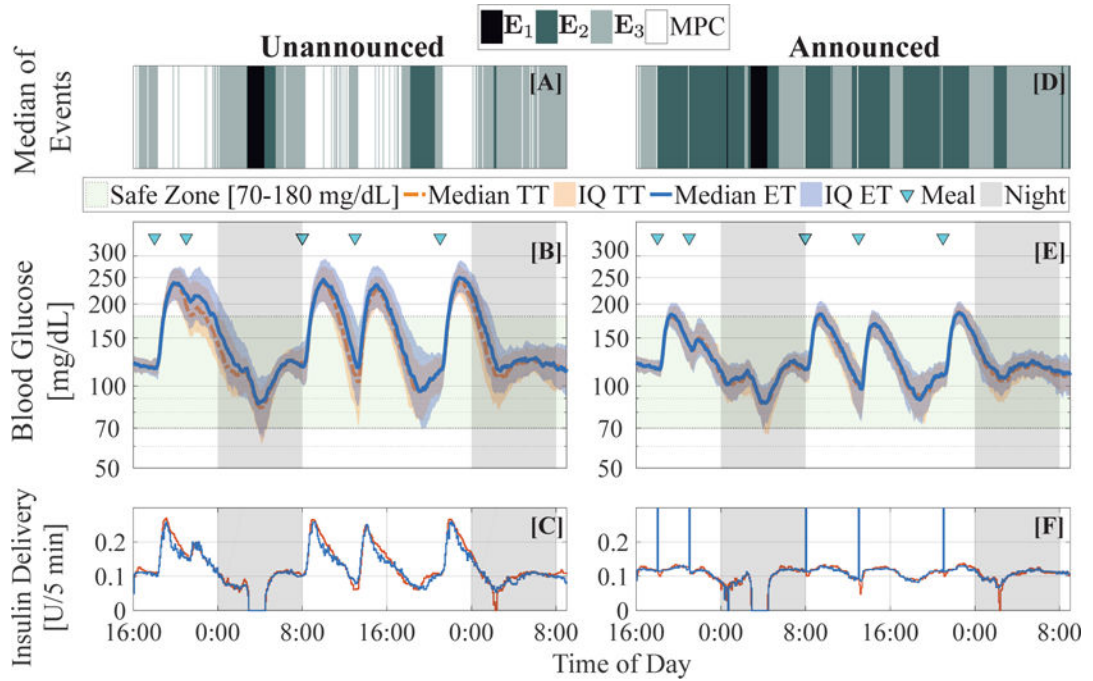 E1 E2 E3 MPC
Unannounced Announced
Median of
Events
[A] [D]
Safe Zone [70-180 mg/dL] Median TT IQ TT Median ET IQ ET Meal Night
Blood Glucose
[mg/dL]
300
250
200
150
100
70
50
[B]
300
250
200
150
100
70
50
[E]
Insulin Delivery
[U/5 min]
0.2
0.1
0
[C]
0.2
0.1
0
[F]
16:00 0:00 8:00 16:00 0:00 8:00 16:00 0:00 8:00 16:00 0:00 8:00
Time of Day